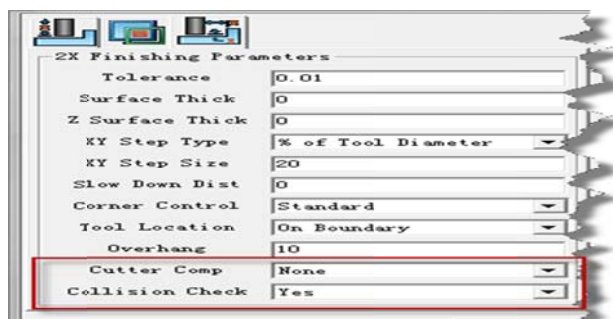 2X Finishing Parameters
Tolerance 0.01
Surface Thick 0
Z Surface Thick 0
XY Step Type % of Tool Diameter
XY Step Size 20
Slow Down Dist 0
Corner Control Standard
Tool Location On Boundary
Overhang 10
Cutter Comp None
Collision Check Yes